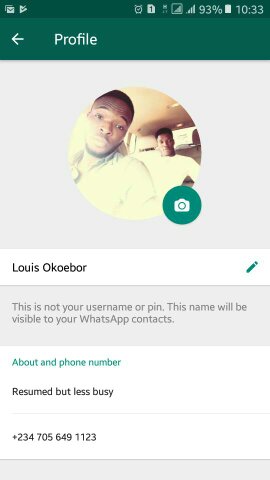 93% 10:33
Profile
Louis Okoebor
This is not your username or pin. This name will be
visible to your WhatsApp contacts.
About and phone number
Resumed but less busy
+234 705 649 1123